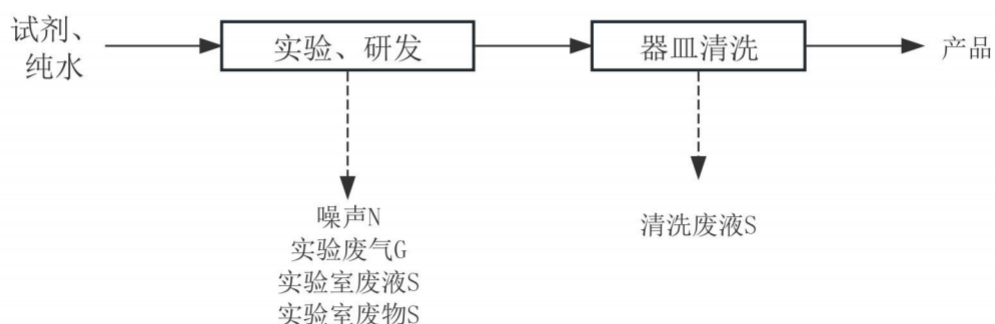 试剂、
纯水
实验、研发
器皿清洗
产品
噪声N
实验废气G
实验室废液S
实验室废物S
清洗废液S